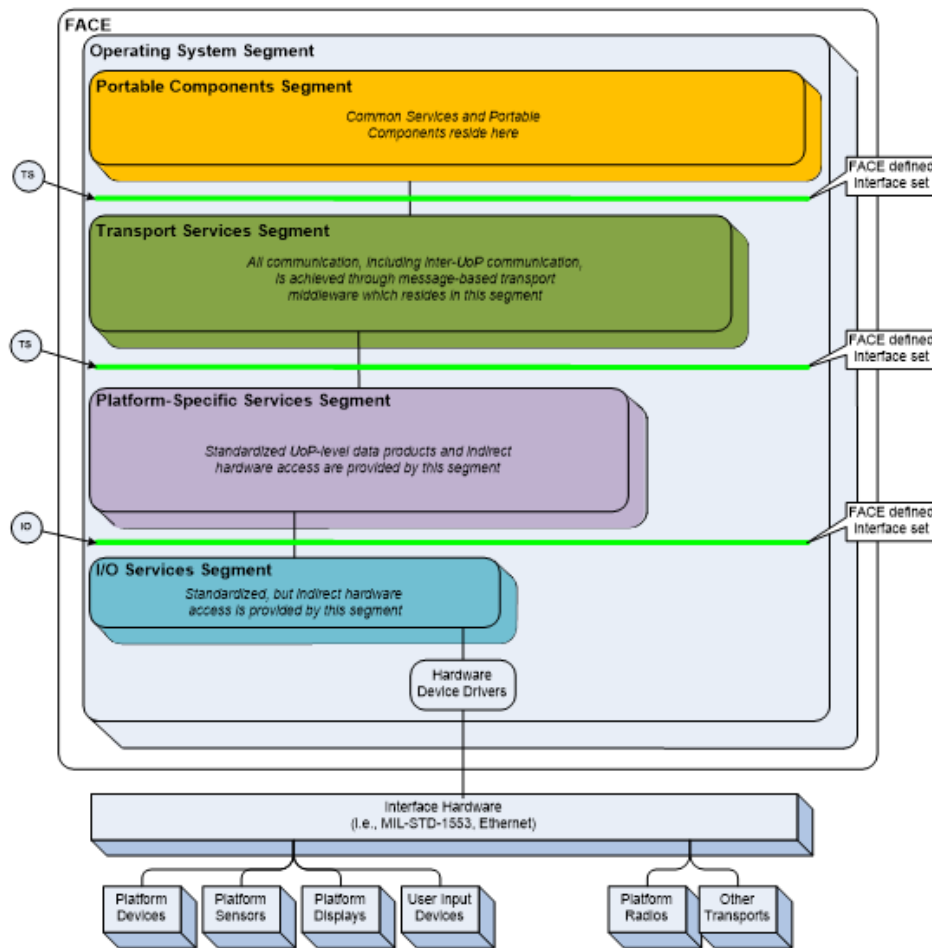 FACE
Operating System Segment
Portable Components Segment
Common Services and Portable
Components reside here
TS
FACE defined
Interface set
Transport Services Segment
All communication, including Inter-UoP communication,
is achieved through message-based transport
middleware which resides in this segment
TS
FACE defined
Interface set
Platform-Specific Services Segment
Standardized UoP-level data products and indirect
hardware access are provided by this segment
IO
FACE defined
Interface set
I/O Services Segment
Standardized, but indirect hardware
access is provided by this segment
Hardware
Device Drivers
Interface Hardware
(i.e., MIL-STD-1553, Ethernet)
Platform
Devices
Platform
Sensors
Platform
Displays
User Input
Devices
Platform
Radios
Other
Transports